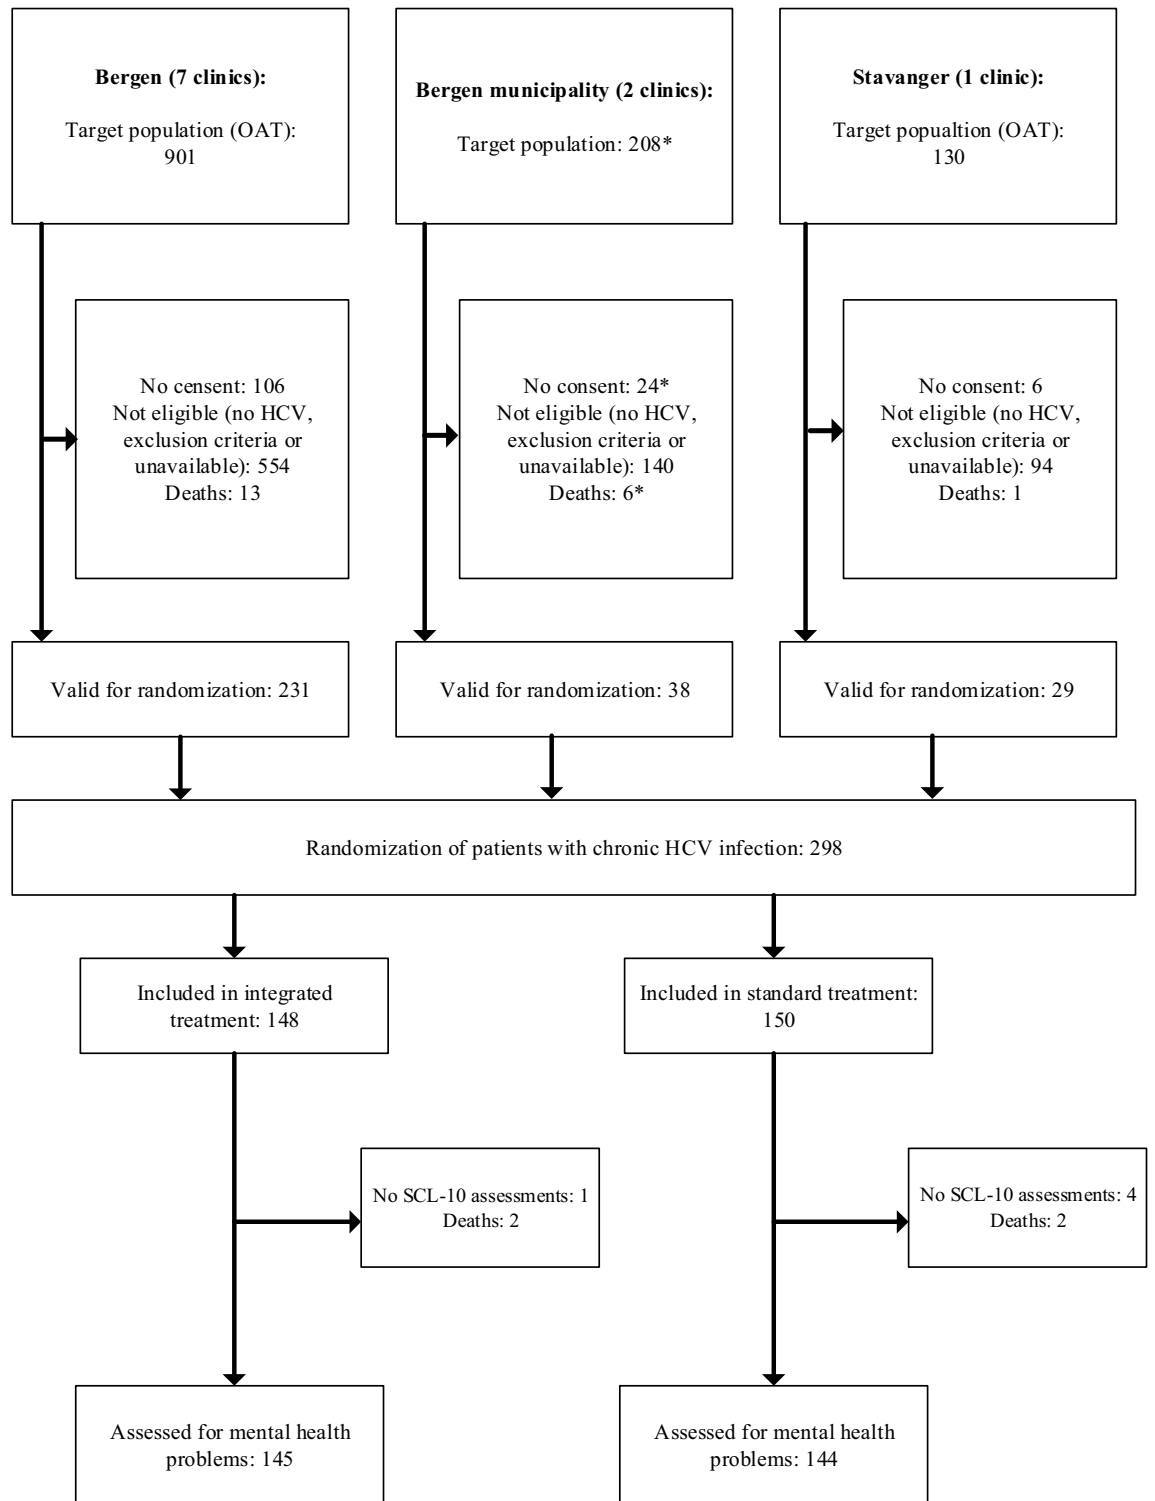 Bergen (7 clinics):
Target population (OAT):
901
Bergen municipality (2 clinics):
Target population: 208*
Stavanger (1 clinic):
Target popualtion (OAT):
130
No censent: 106
Not eligible (no HCV,
exclusion criteria or
unavailable): 554
Deaths: 13
No consent: 24*
Not eligible (no HCV,
exclusion criteria or
unavailable): 140
Deaths: 6*
No consent: 6
Not eligible (no HCV,
exclusion criteria or
unavailable): 94
Deaths: 1
Valid for randomization: 231
Valid for randomization: 38
Valid for randomization: 29
Randomization of patients with chronic HCV infection: 298
Included in integrated
treatment: 148
Included in standard treatment:
150
No SCL-10 assessments: 1
Deaths: 2
No SCL-10 assessments: 4
Deaths: 2
Assessed for mental health
problems: 145
Assessed for mental health
problems: 144